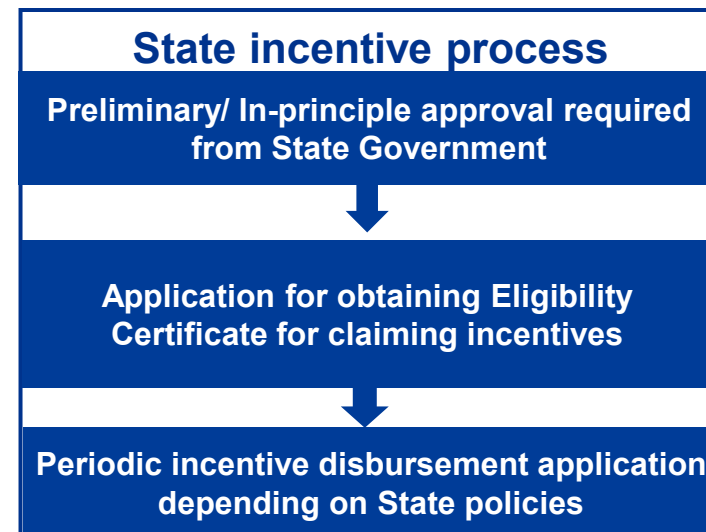 State incentive process
Preliminary/ In-principle approval required
from State Government
Application for obtaining Eligibility
Certificate for claiming incentives
Periodic incentive disbursement application
depending on State policies